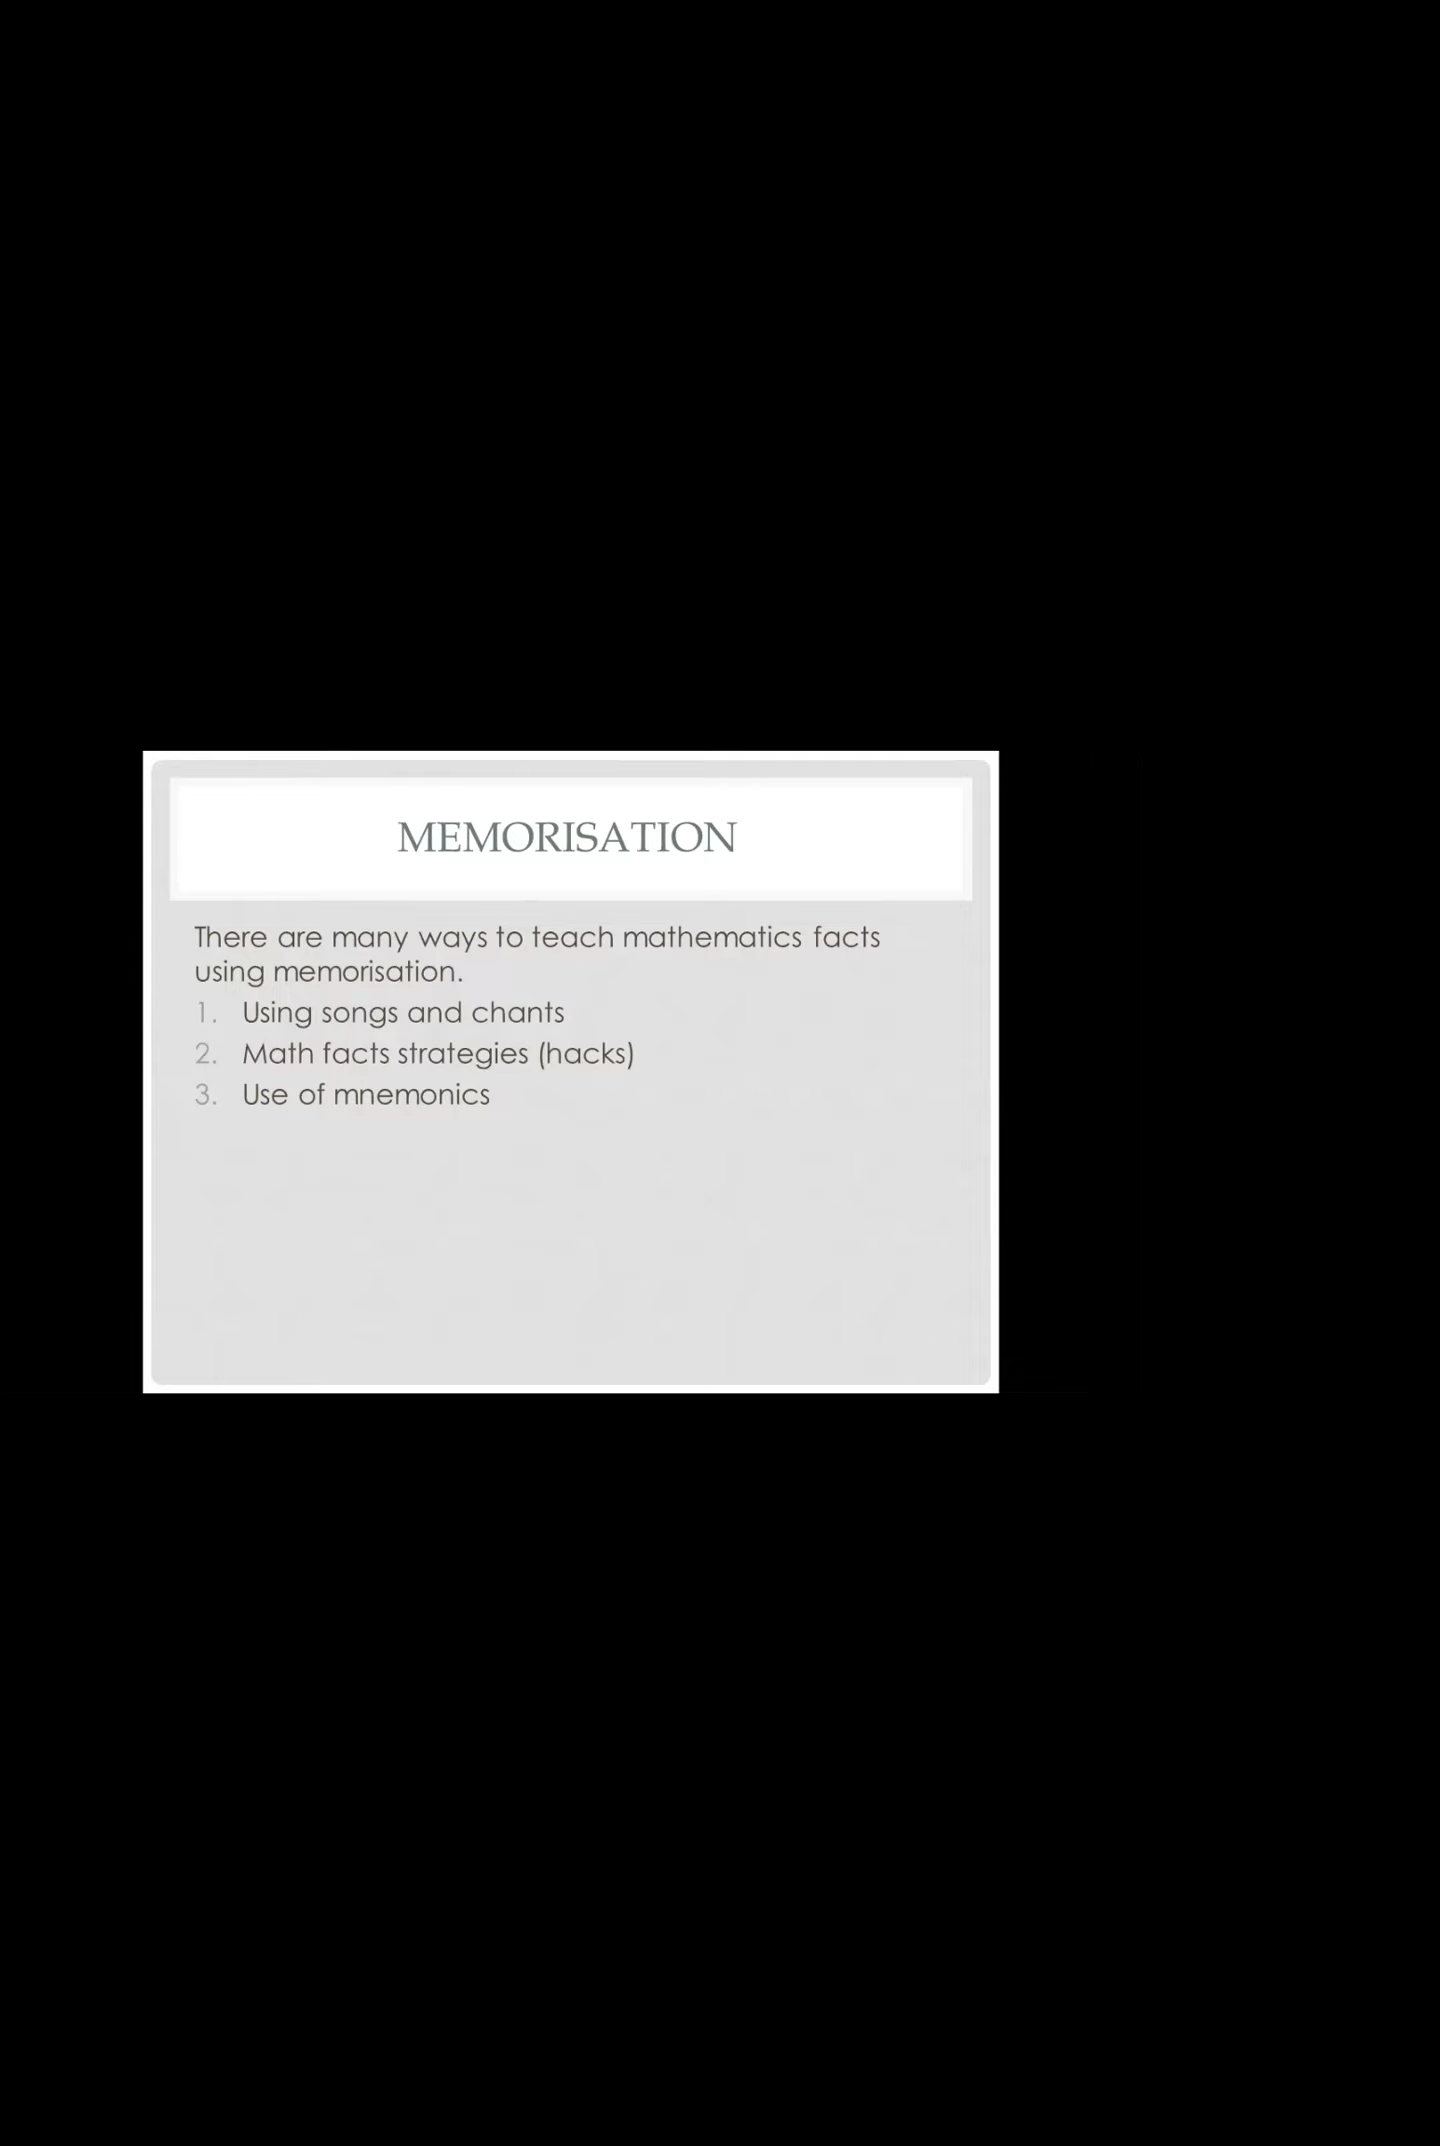 MEMORISATION
There are many ways to teach mathematics facts
using memorisation.
1. Using songs and chants
2. Math facts strategies (hacks)
3. Use of mnemonics